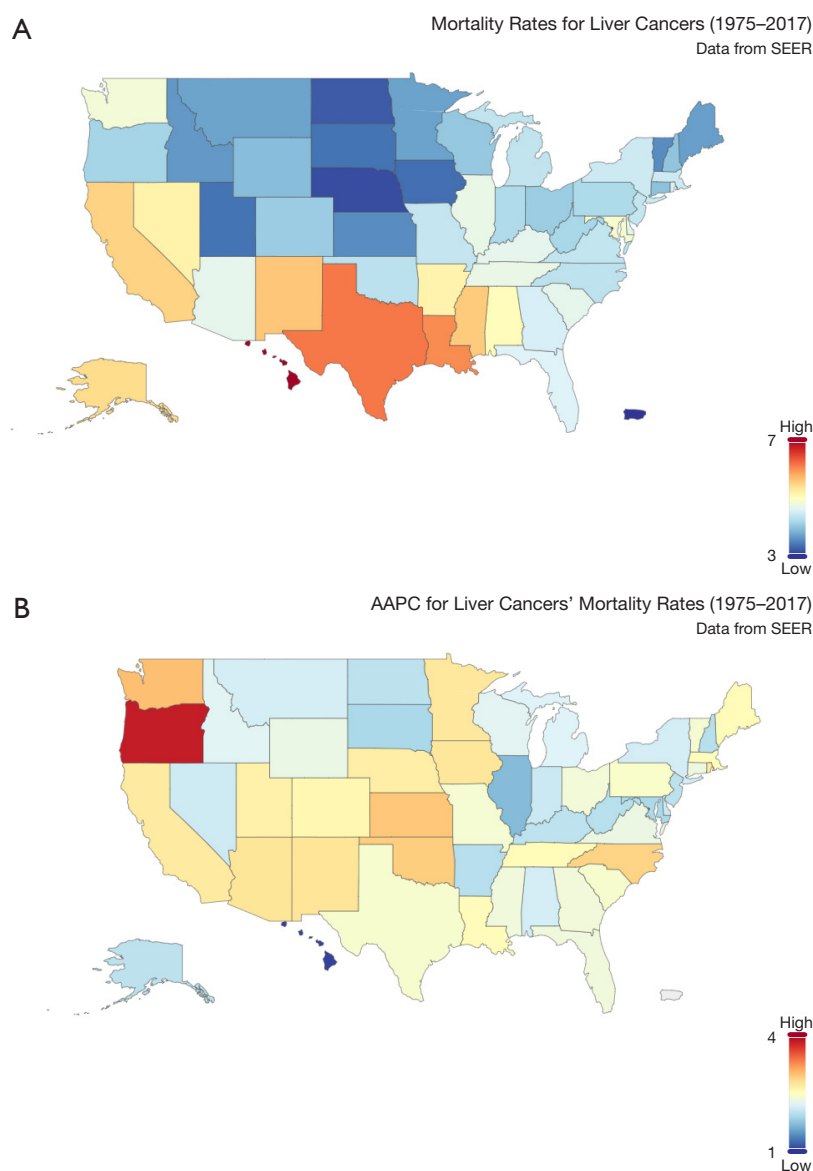 A
Mortality Rates for Liver Cancers (1975–2017)
Data from SEER
High
7
3
Low
B
AAPC for Liver Cancers’ Mortality Rates (1975–2017)
Data from SEER
High
4
1
Low